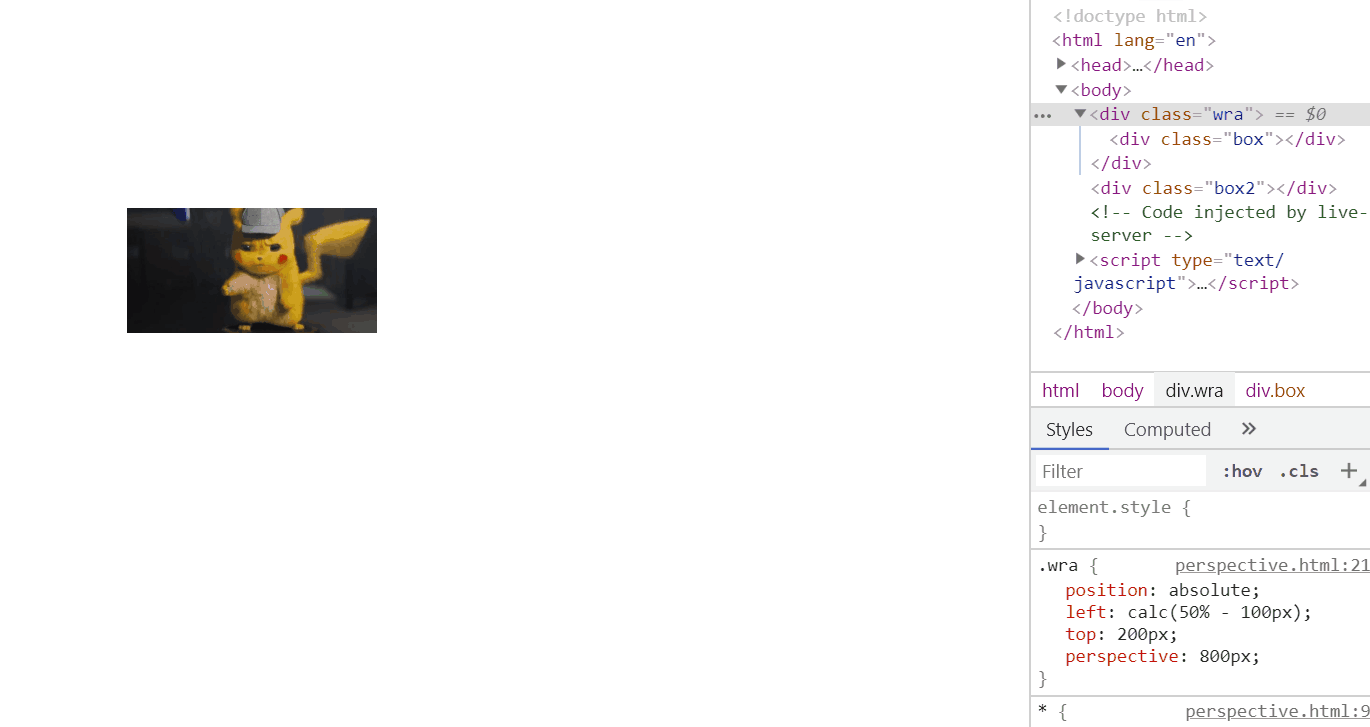 <!doctype html>
<html lang="en">
<head>…</head>
<body>
… <div class="wra"> == $0
<div class="box"></div>
</div>
<div class="box2"></div>
<!-- Code injected by live-
server -->
<script type="text/
javascript">…</script>
</body>
</html>
html body div.wra div.box
Styles Computed »
Filter :hov .cls +
element.style {
}
.wra { perspective.html:21
position: absolute;
left: calc(50% - 100px);
top: 200px;
perspective: 800px;
}
* { perspective.html:9